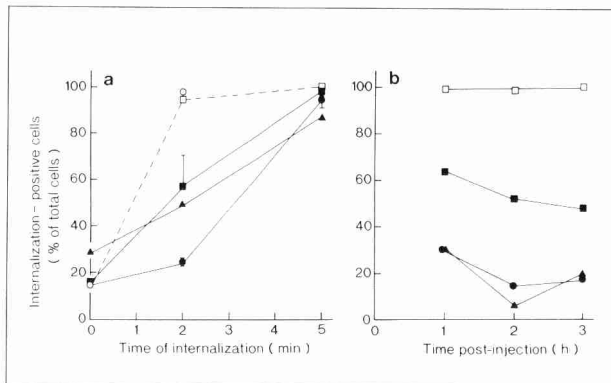 a
b
100
80
60
40
20
0
Internalization - positive cells
( % of total cells )
0 1 2 3 4 5
Time of internalization ( min )
100
80
60
40
20
0
0 1 2 3
Time post-injection ( h )